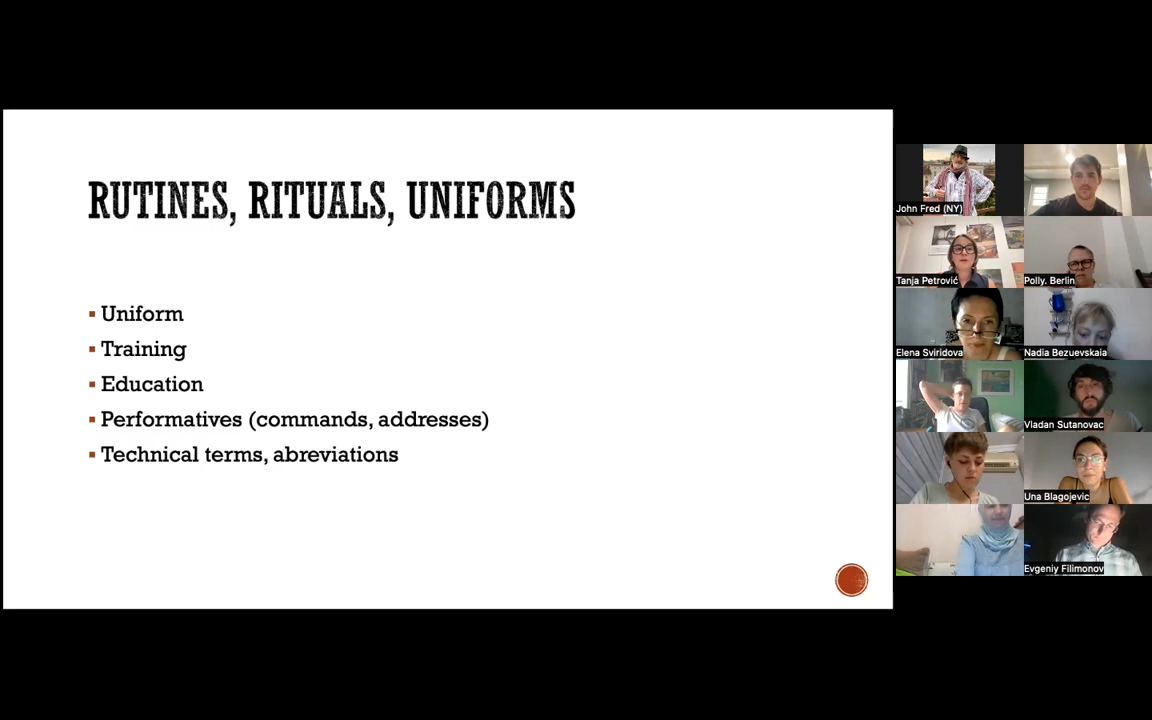 RUTINES, RITUALS, UNIFORMS
Uniform
Training
Education
Performatives (commands, addresses)
Technical terms, abreviations
John Fred (NY)
Tanja Petrović
Polly. Berlin
Elena Sviridova
Nadia Bezuevskaia
Vladan Sutanovac
Una Blagojevic
Evgeniy Filimonov